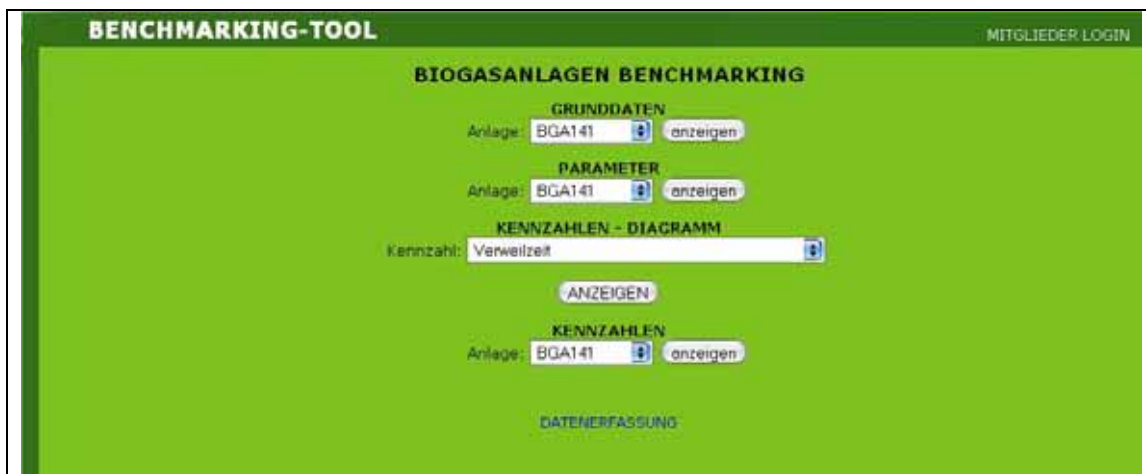 BENCHMARKING-TOOL
MITGLIEDER LOGIN
BIOGASANLAGEN BENCHMARKING
GRUNDDATEN
Anlage: BGA141 anzeigen
PARAMETER
Anlage: BGA141 anzeigen
KENNZAHLEN - DIAGRAMM
Kennzahl: Verweilzeit
ANZEIGEN
KENNZAHLEN
Anlage: BGA141 anzeigen
DATENERFASSUNG